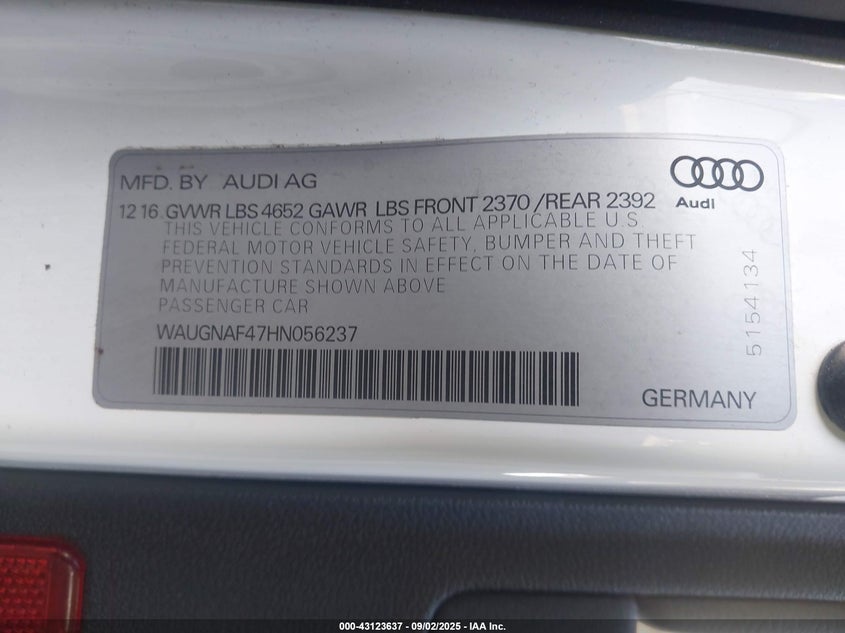 MFD. BY AUDI AG
Audi
12 16 GVWR LBS 4652 GAWR LBS FRONT 2370 /REAR 2392
THIS VEHICLE CONFORMS TO ALL APPLICABLE U.S
FEDERAL MOTOR VEHICLE SAFETY, BUMPER AND THEFT
PREVENTION STANDARDS IN EFFECT ON THE DATE OF
MANUFACTURE SHOWN ABOVE
PASSENGER CAR
WAUGNAF47HN056237
5154134
GERMANY
000-43123637 - 09/02/2025 - IAA Inc.